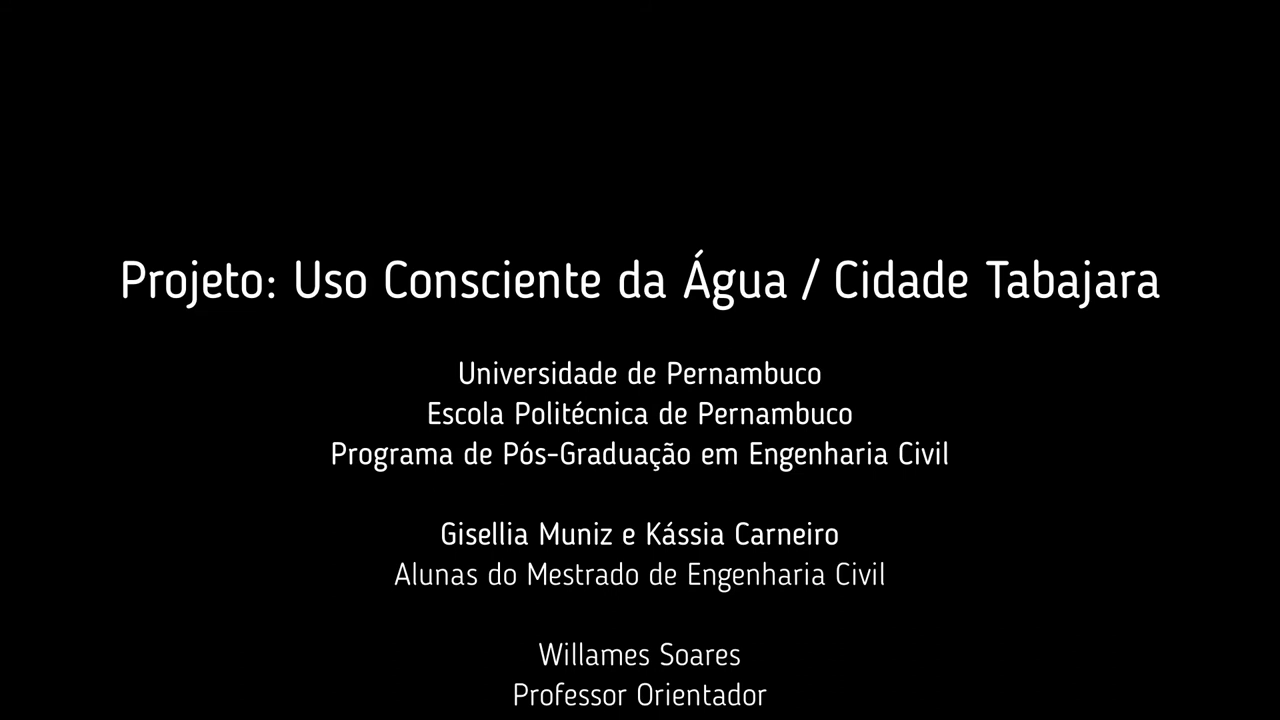 Projeto: Uso Consciente da Água / Cidade Tabajara
Universidade de Pernambuco
Escola Politécnica de Pernambuco
Programa de Pós-Graduação em Engenharia Civil
Gisellia Muniz e Kássia Carneiro
Alunas do Mestrado de Engenharia Civil
Willames Soares
Professor Orientador